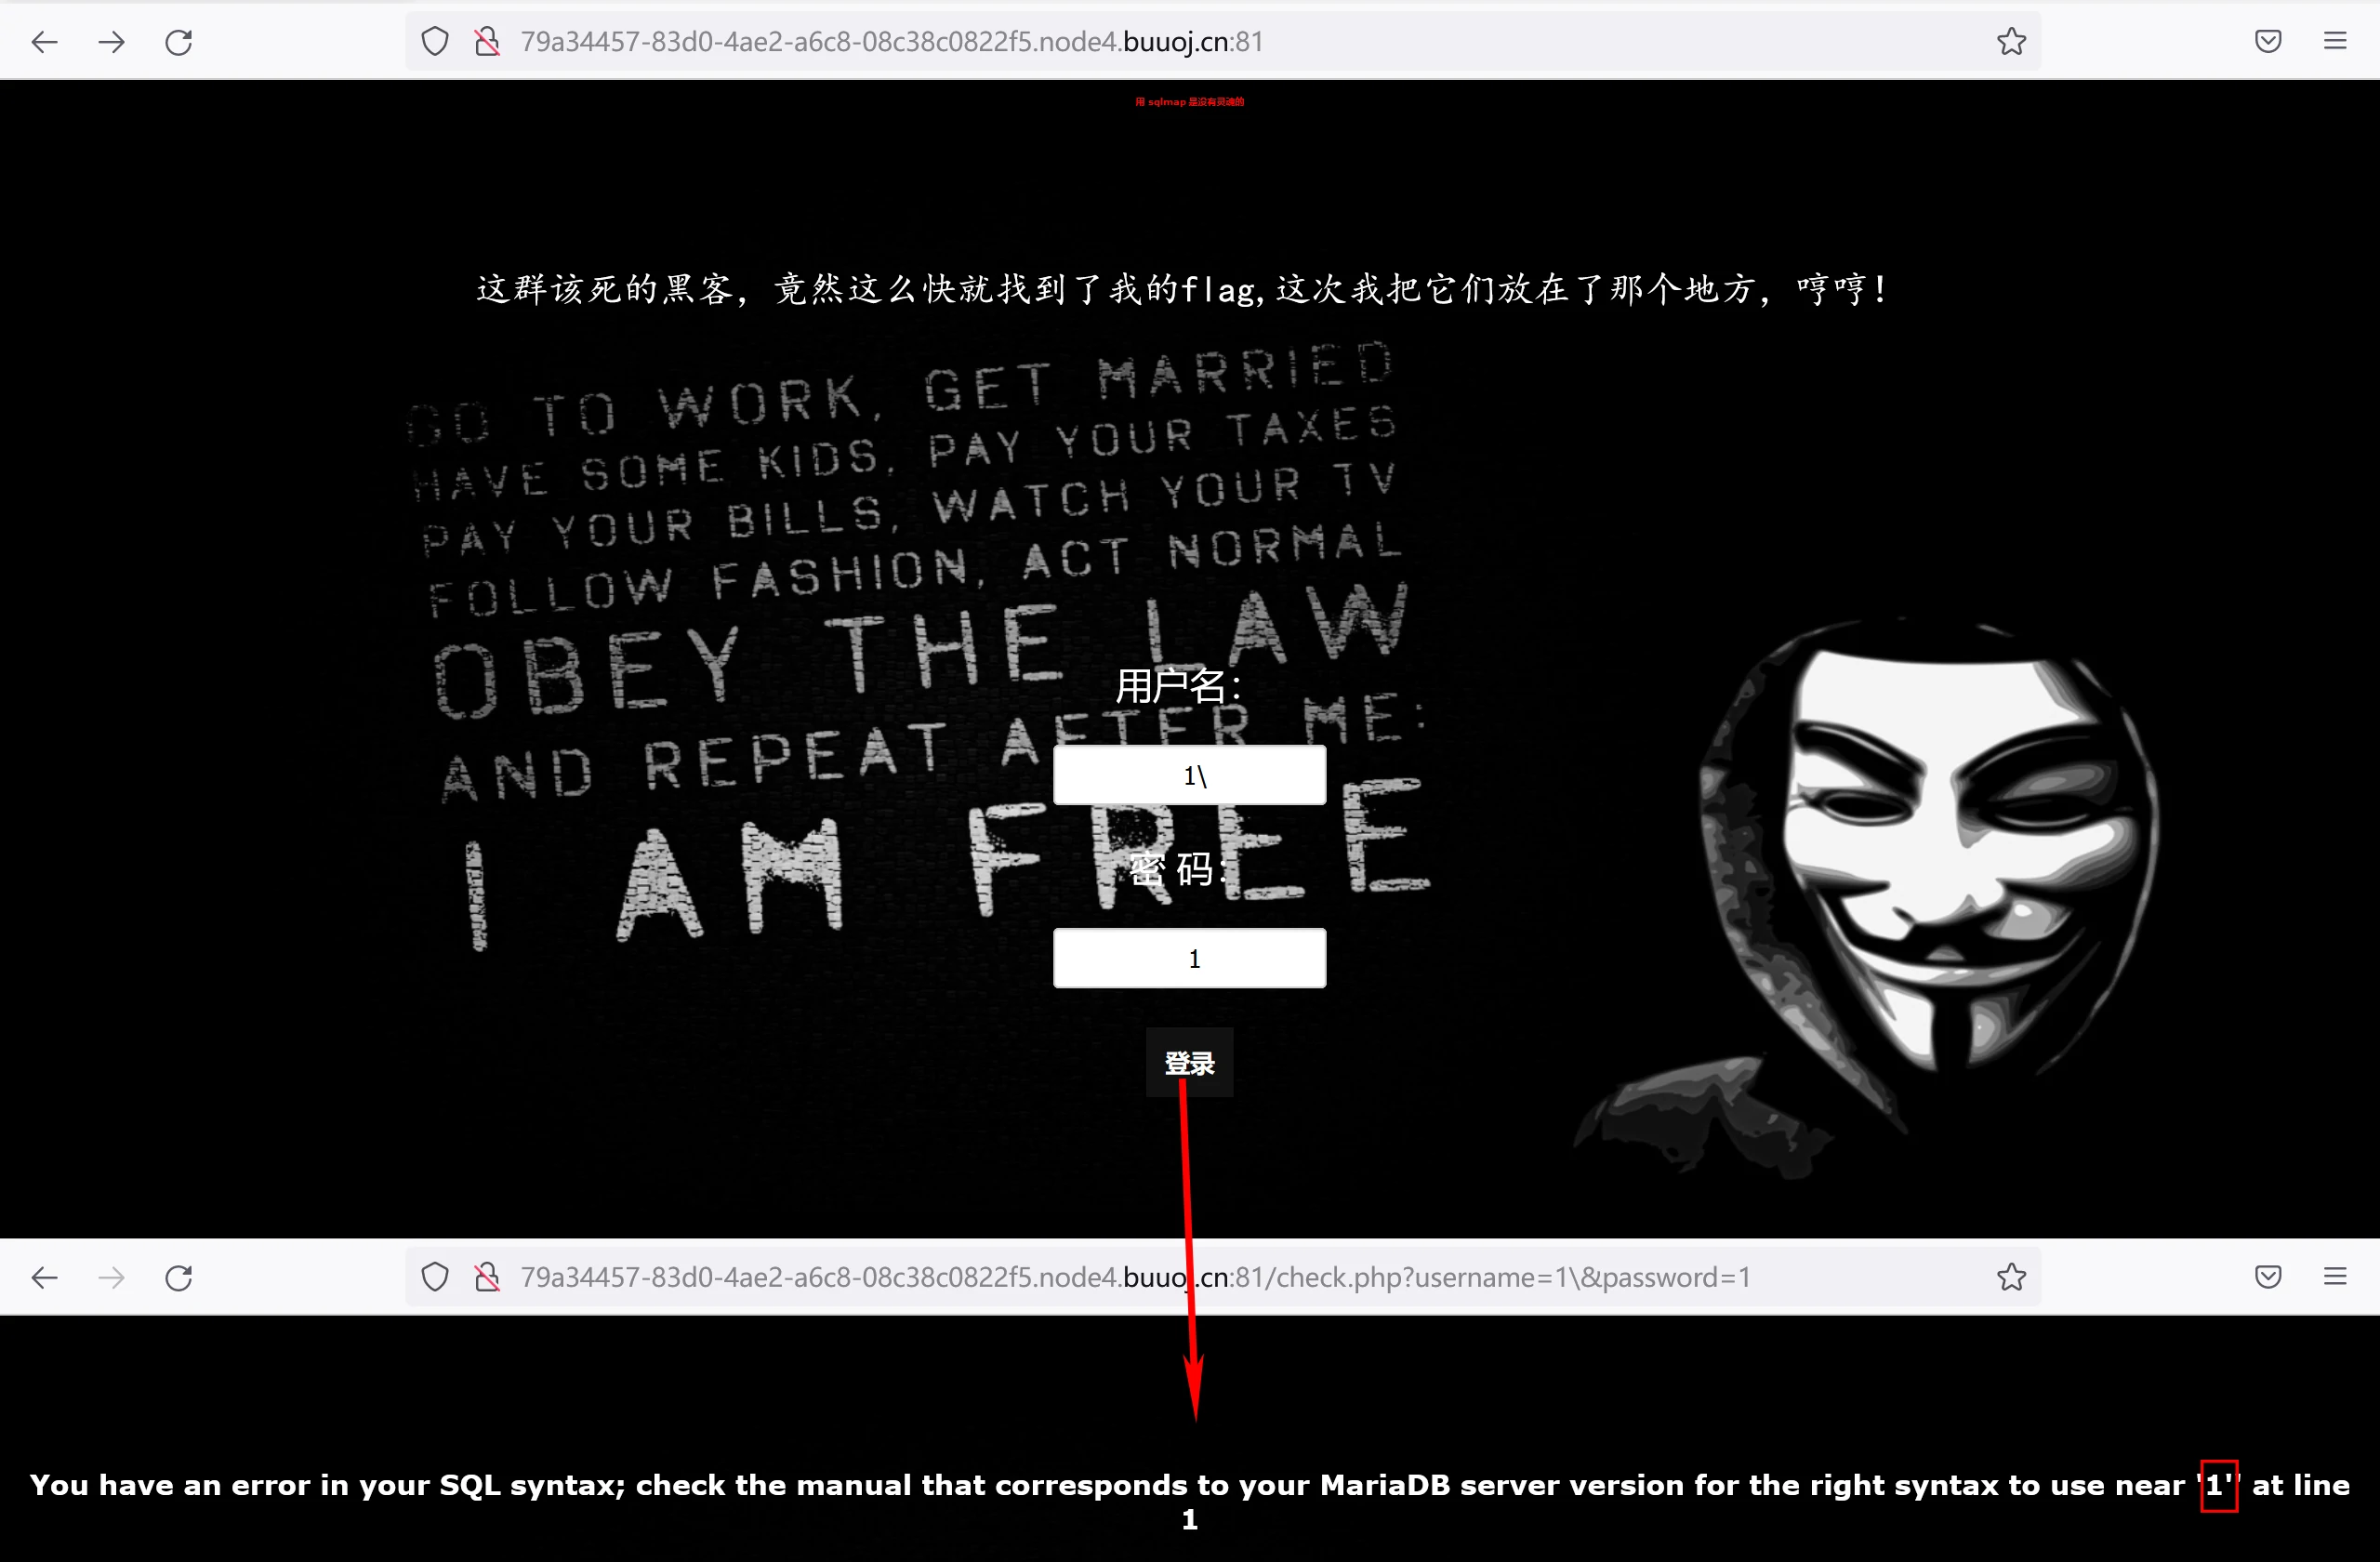 79a34457-83d0-4ae2-a6c8-08c38c0822f5.node4.buuoj.cn:81
用 sqlmap 是没有灵魂的
这群该死的黑客，竟然这么快就找到了我的flag,这次我把它们放在了那个地方，哼哼！
GO TO WORK, GET MARRIED
HAVE SOME KIDS, PAY YOUR TAXES
PAY YOUR BILLS, WATCH YOUR TV
FOLLOW FASHION, ACT NORMAL
OBEY THE LAW
AND REPEAT AFTER ME:
I AM FREE
用户名：
1\
密 码：
1
登录
79a34457-83d0-4ae2-a6c8-08c38c0822f5.node4.buuoj.cn:81/check.php?username=1\&password=1
You have an error in your SQL syntax; check the manual that corresponds to your MariaDB server version for the right syntax to use near '1'' at line
1